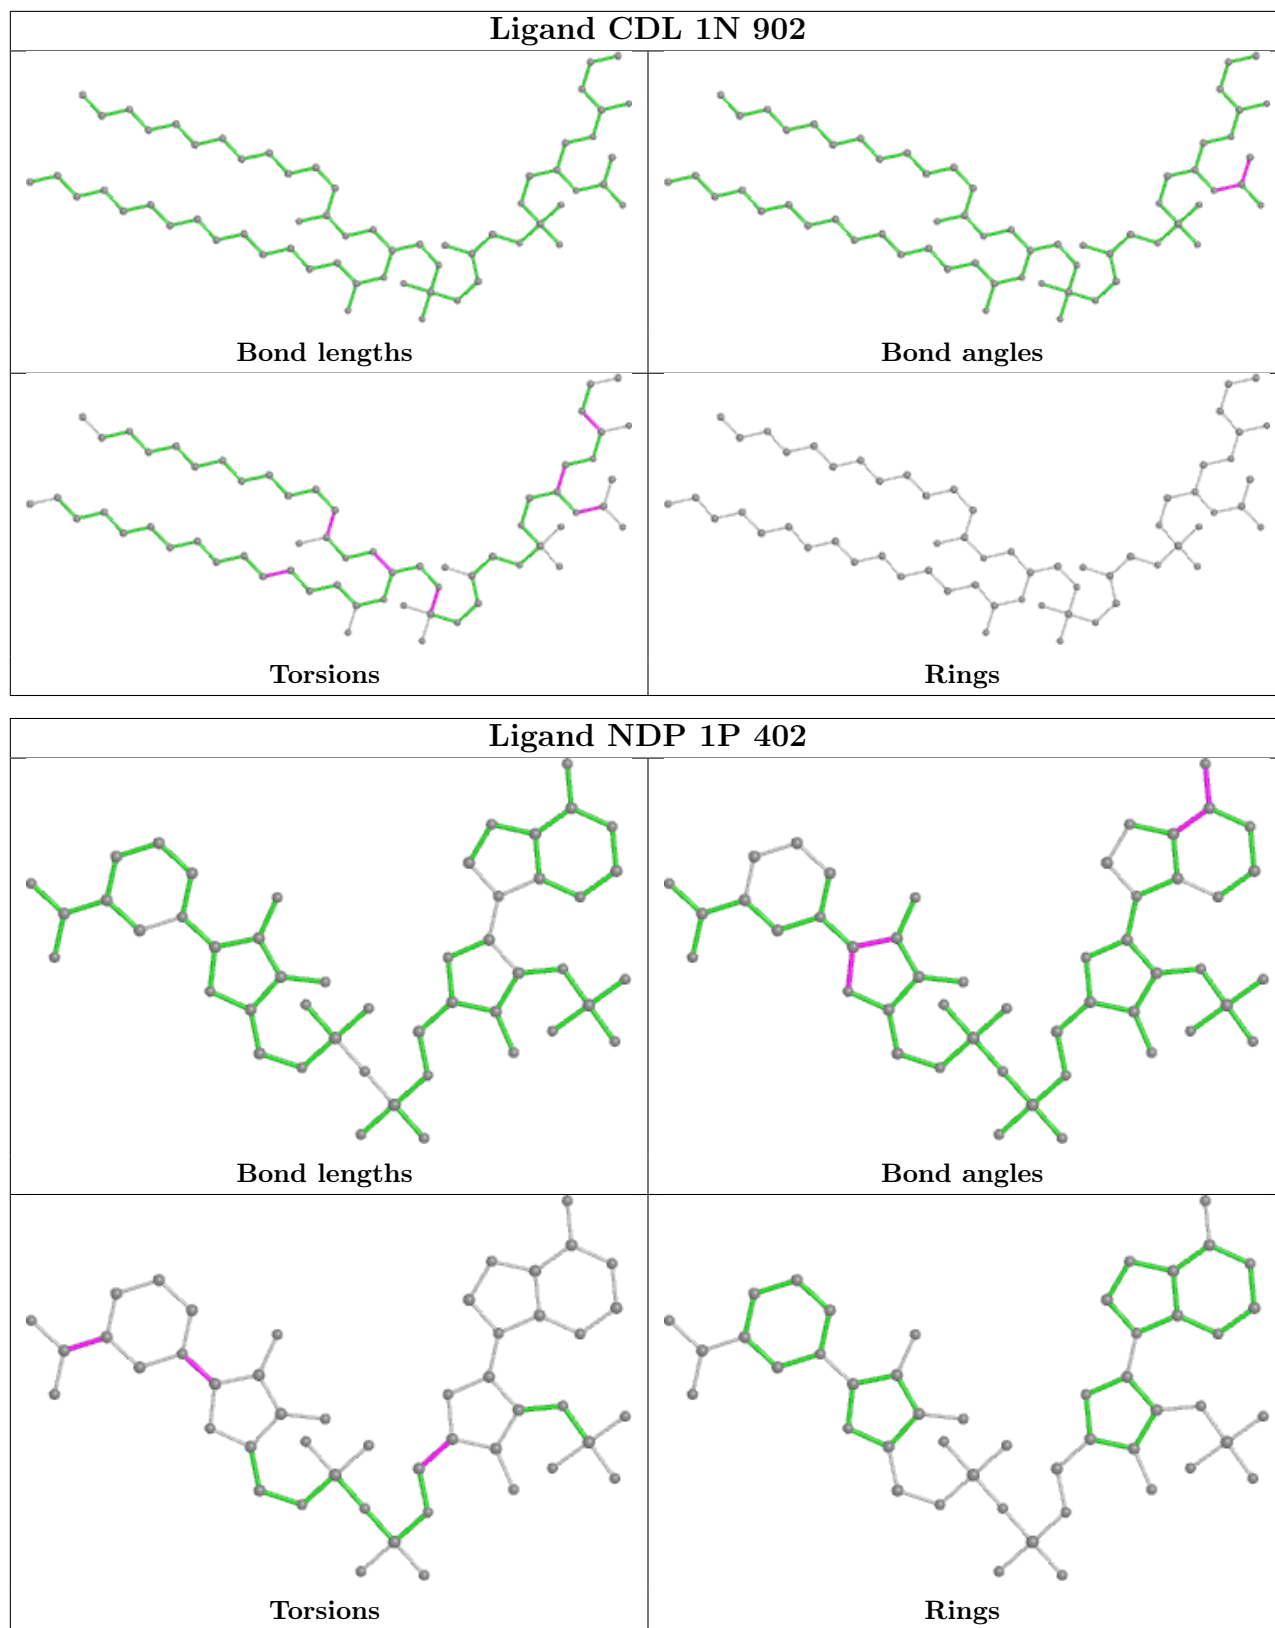 Ligand CDL 1N 902
Bond lengths
Bond angles
Torsions
Rings
Ligand NDP 1P 402
Bond lengths
Bond angles
Torsions
Rings